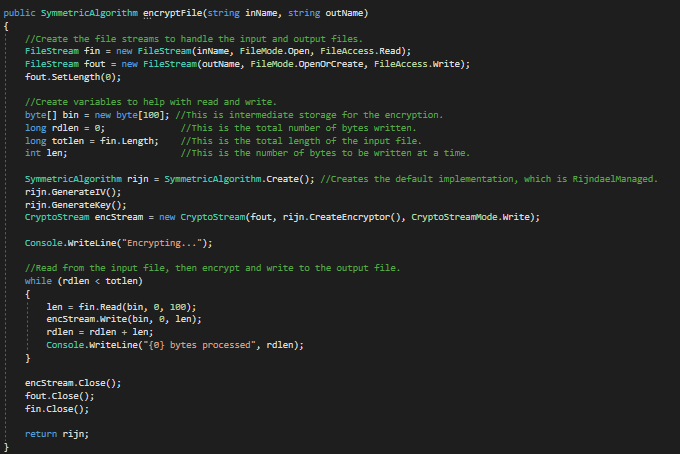 public SymmetricAlgorithm encryptFile(string inName, string outName)
{
//Create the file streams to handle the input and output files.
FileStream fin = new FileStream(inName, FileMode.Open, FileAccess.Read);
FileStream fout = new FileStream(outName, FileMode.OpenOrCreate, FileAccess.Write);
fout.SetLength(0);
//Create variables to help with read and write.
byte[] bin = new byte[100]; //This is intermediate storage for the encryption.
long rdlen = 0; //This is the total number of bytes written.
long totlen = fin.Length; //This is the total length of the input file.
int len; //This is the number of bytes to be written at a time.
SymmetricAlgorithm rijn = SymmetricAlgorithm.Create(); //Creates the default implementation, which is RijndaelManaged.
rijn.GenerateIV();
rijn.GenerateKey();
CryptoStream encStream = new CryptoStream(fout, rijn.CreateEncryptor(), CryptoStreamMode.Write);
Console.WriteLine("Encrypting...");
//Read from the input file, then encrypt and write to the output file.
while (rdlen < totlen)
{
len = fin.Read(bin, 0, 100);
encStream.Write(bin, 0, len);
rdlen = rdlen + len;
Console.WriteLine("{0} bytes processed", rdlen);
}
encStream.Close();
fout.Close();
fin.Close();
return rijn;
}